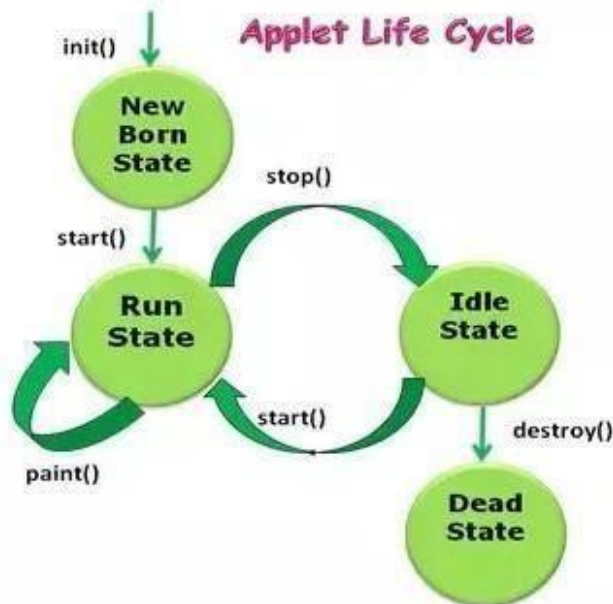 Applet Life Cycle
init()
New
Born
State
stop()
start()
Run
State
Idle
State
start()
destroy()
paint()
Dead
State